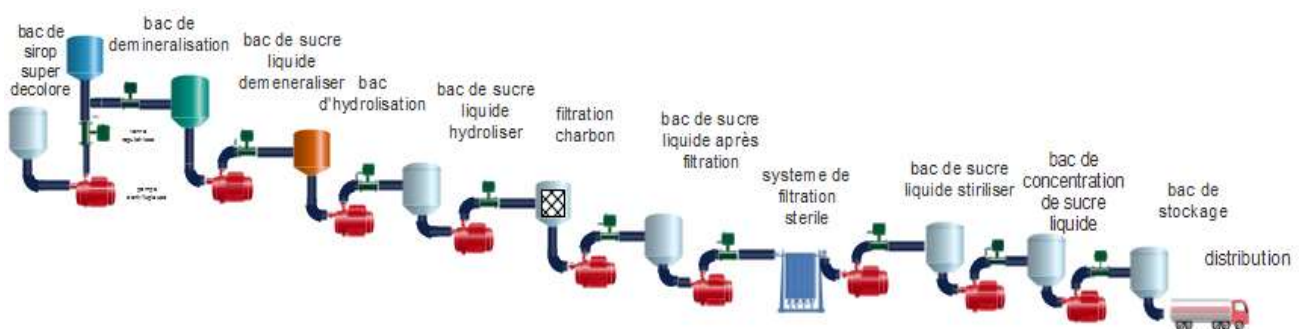 bac de
sirop
super
decolore
bac de
demineralisation
bac de sucre
liquide
demeneraliser
bac
d'hydrolisation
bac de sucre
liquide
hydroliser
filtration
charbon
bac de sucre
liquide après
filtration
systeme de
filtration
sterile
bac de sucre
liquide stiriliser
bac de
concentration
de sucre
liquide
bac de
stockage
distribution